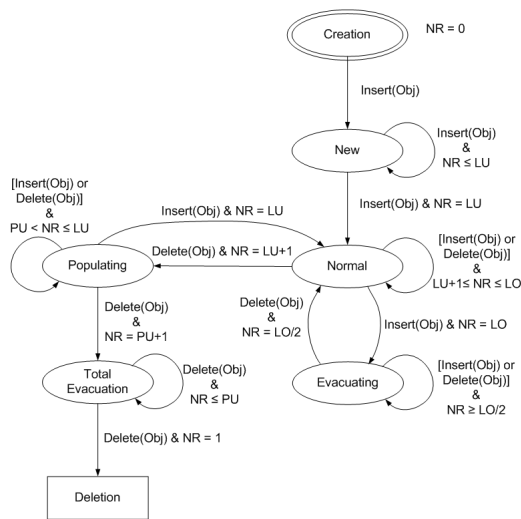 Creation
NR = 0
Insert(Obj)
New
Insert(Obj)
&
NR ≤ LU
[Insert(Obj) or
Delete(Obj)]
&
PU < NR ≤ LU
Insert(Obj) & NR = LU
Insert(Obj) & NR = LU
Delete(Obj) & NR = LU+1
Populating
Normal
[Insert(Obj) or
Delete(Obj)]
&
LU+1≤ NR ≤ LO
Delete(Obj)
&
NR = PU+1
Delete(Obj)
&
NR = LO/2
Insert(Obj) & NR = LO
Total
Evacuation
Delete(Obj)
&
NR ≤ PU
Evacuating
[Insert(Obj) or
Delete(Obj)]
&
NR ≥ LO/2
Delete(Obj) & NR = 1
Deletion